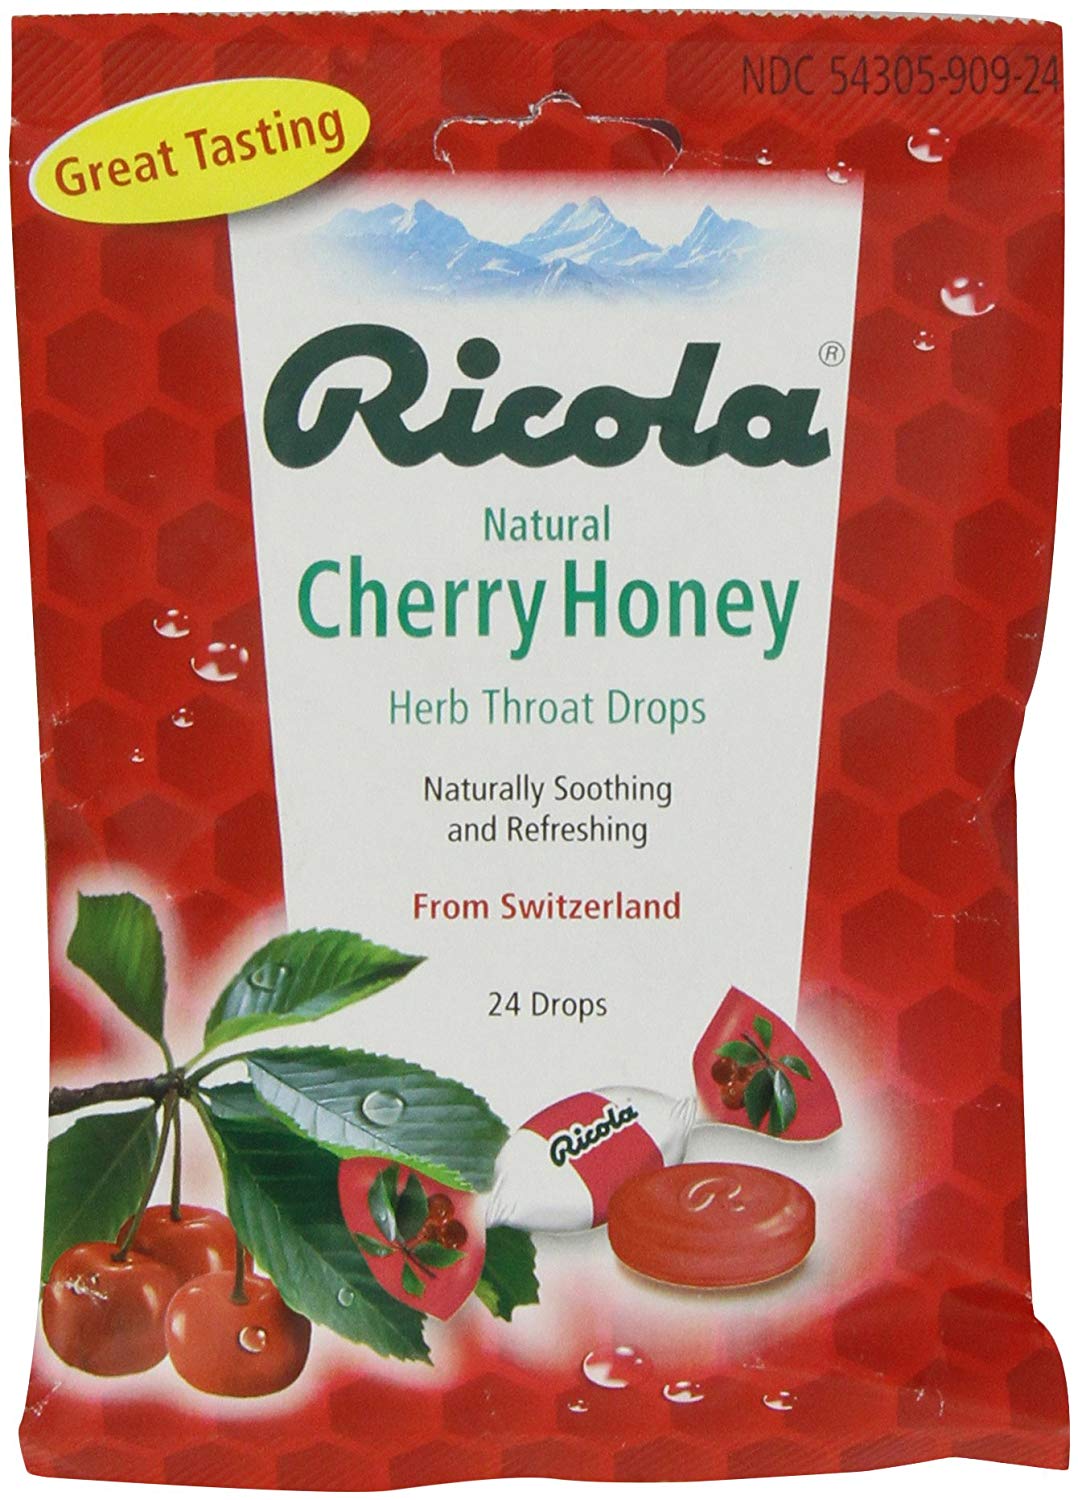 NDC 54305-909-24
Great Tasting
Ricola®
Natural
Cherry Honey
Herb Throat Drops
Naturally Soothing
and Refreshing
From Switzerland
24 Drops
Ricola
R